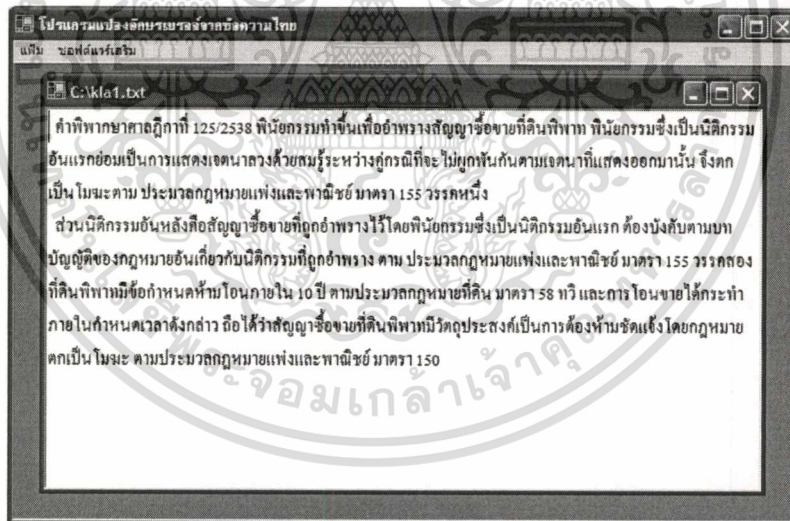 โปรแกรมแปลงอักษรเบรลล์จากข้อความไทย
แฟ้ม ซอฟต์แวร์เสริม
C:\kla1.txt
คำพิพากษาศาลฎีกาที่ 125/2538 พินัยกรรมทำขึ้นเพื่ออำพรางสัญญาซื้อขายที่ดินพิพาท พินัยกรรมซึ่งเป็นนิติกรรม
อันแรกย่อมเป็นการแสดงเจตนาลวงด้วยสมรู้ระหว่างคู่กรณีที่จะไม่ผูกพันกันตามเจตนาที่แสดงออกมานั้น จึงตก
เป็นโมฆะตาม ประมวลกฎหมายแพ่งและพาณิชย์ มาตรา 155 วรรคหนึ่ง
ส่วนนิติกรรมอันหลังคือสัญญาซื้อขายที่ถูกอำพรางไว้โดยพินัยกรรมซึ่งเป็นนิติกรรมอันแรก ต้องบังคับตามบท
บัญญัติของกฎหมายอันเกี่ยวกับนิติกรรมที่ถูกอำพราง ตาม ประมวลกฎหมายแพ่งและพาณิชย์ มาตรา 155 วรรคสอง
ที่ดินพิพาทมีข้อกำหนดห้ามโอนภายใน 10 ปี ตามประมวลกฎหมายที่ดิน มาตรา 58 ทวิ และการโอนขายได้กระทำ
ภายในกำหนดเวลาดังกล่าว ถือได้ว่าสัญญาซื้อขายที่ดินพิพาทมีวัตถุประสงค์เป็นการต้องห้ามชัดแจ้งโดยกฎหมาย
ตกเป็นโมฆะ ตามประมวลกฎหมายแพ่งและพาณิชย์ มาตรา 150